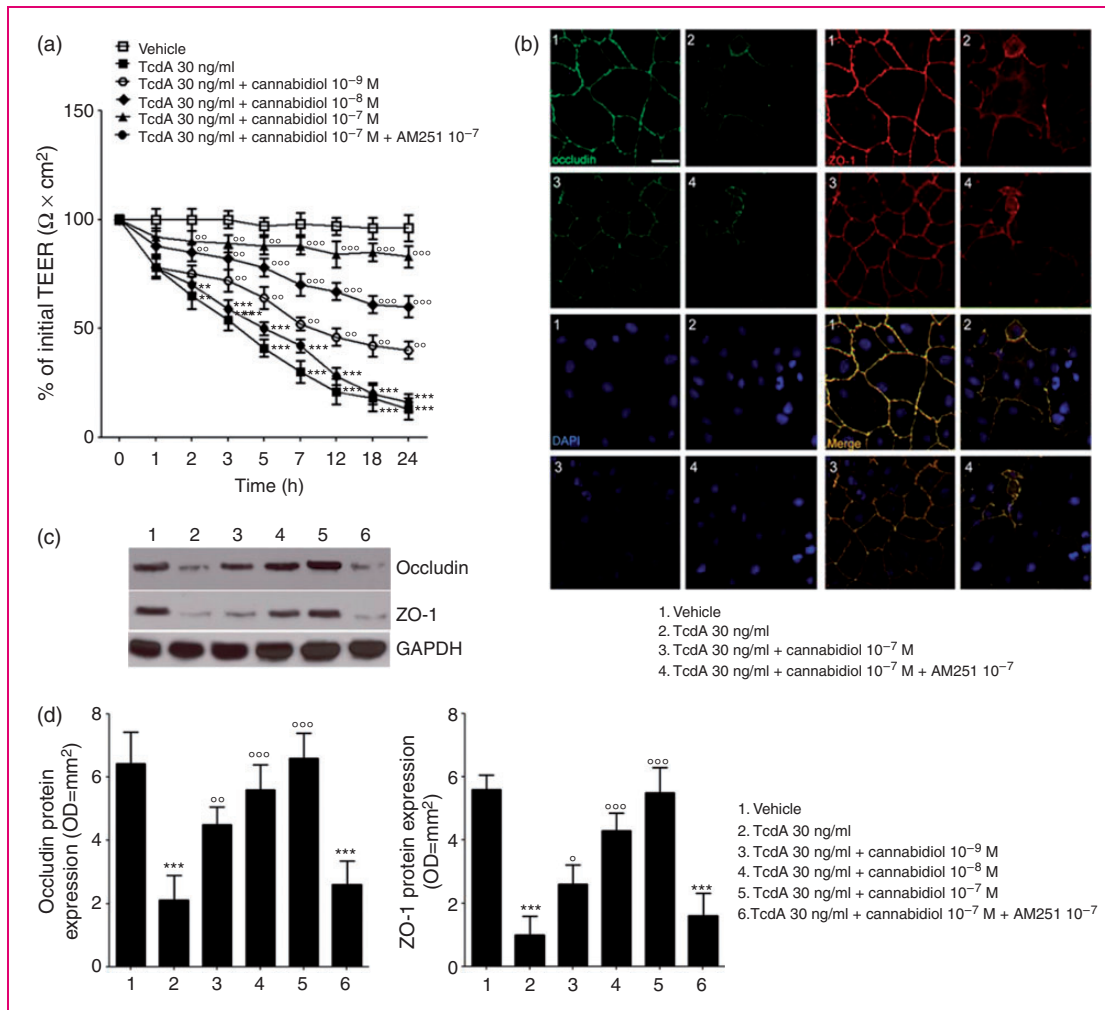 (a)
Vehicle
TcdA 30 ng/ml
TcdA 30 ng/ml + cannabidiol 10⁻⁹ M
TcdA 30 ng/ml + cannabidiol 10⁻⁸ M
TcdA 30 ng/ml + cannabidiol 10⁻⁷ M
TcdA 30 ng/ml + cannabidiol 10⁻⁷ M + AM251 10⁻⁷
% of initial TEER (Ω × cm2)
150
100
50
0
°° °° °° °°° °°° °°° °°°
°° °° °°° °°° °°° °°° °°°
°° °° °° °° °° °°
** *** *** *** *** ***
** *** *** *** *** *** ***
0 1 2 3 5 7 12 18 24
Time (h)
(b)
1 2 1 2
occludin ZO-1
3 4 3 4
1 2 1 2
DAPI Merge
3 4 3 4
1. Vehicle
2. TcdA 30 ng/ml
3. TcdA 30 ng/ml + cannabidiol 10⁻⁷ M
4. TcdA 30 ng/ml + cannabidiol 10⁻⁷ M + AM251 10⁻⁷
(c)
1 2 3 4 5 6
Occludin
ZO-1
GAPDH
(d)
Occludin protein
expression (OD=mm²)
8
6
4
2
0
*** °° °°° °°° ***
1 2 3 4 5 6
ZO-1 protein expression
(OD=mm²)
8
6
4
2
0
*** ° °°° °°° ***
1 2 3 4 5 6
1. Vehicle
2. TcdA 30 ng/ml
3. TcdA 30 ng/ml + cannabidiol 10⁻⁹ M
4. TcdA 30 ng/ml + cannabidiol 10⁻⁸ M
5. TcdA 30 ng/ml + cannabidiol 10⁻⁷ M
6.TcdA 30 ng/ml + cannabidiol 10⁻⁷ M + AM251 10⁻⁷